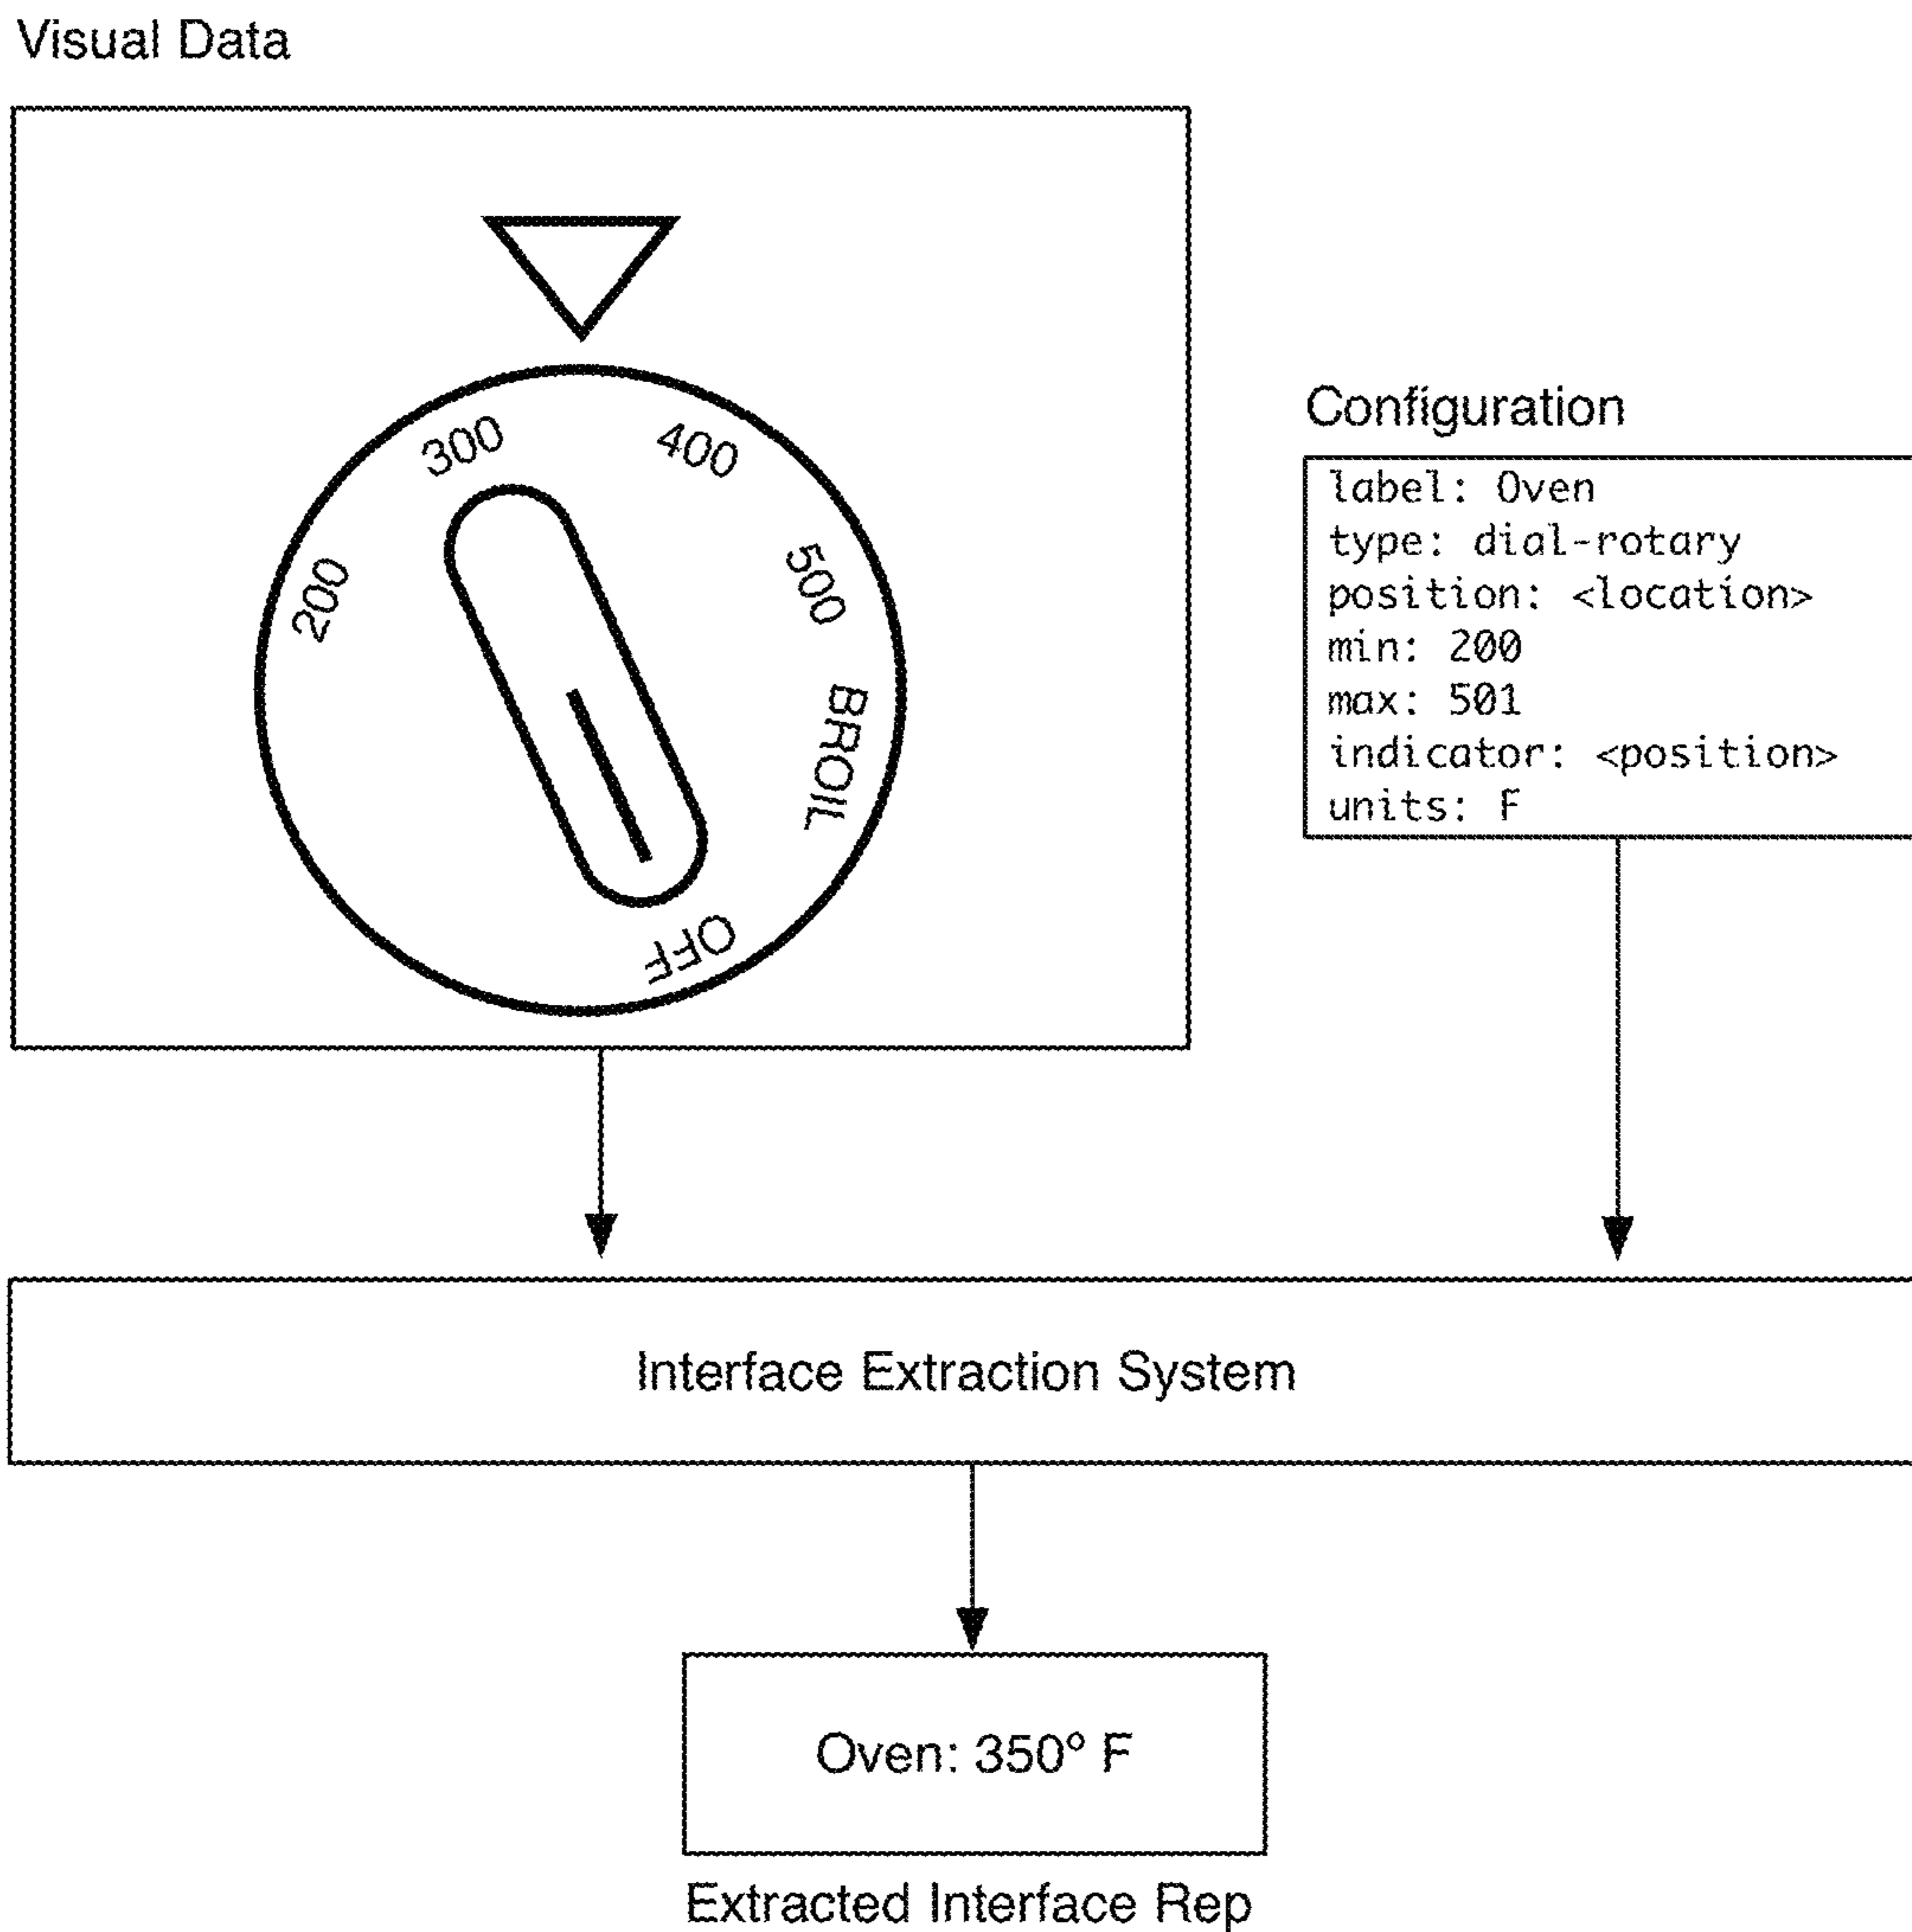 Visual Data
300
400
200
500
BROIL
OFF
Configuration
label: Oven
type: dial-rotary
position: <location>
min: 200
max: 501
indicator: <position>
units: F
Interface Extraction System
Oven: 350º F
Extracted Interface Rep